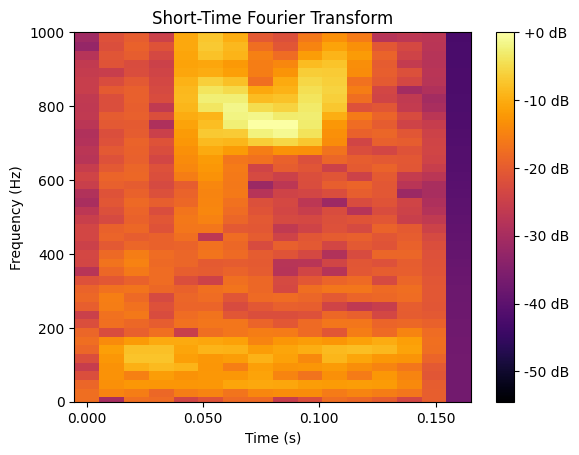 Short-Time Fourier Transform
1000
800
600
400
200
0
Frequency (Hz)
0.000
0.050
0.100
0.150
Time (s)
+0 dB
-10 dB
-20 dB
-30 dB
-40 dB
-50 dB